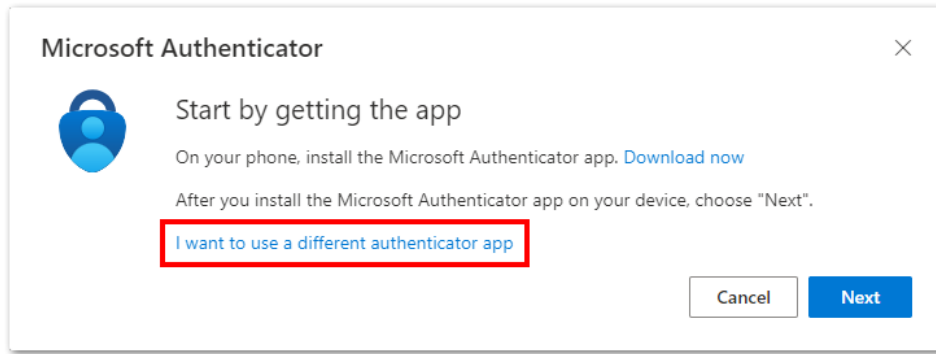 Microsoft Authenticator
Start by getting the app
On your phone, install the Microsoft Authenticator app. Download now
After you install the Microsoft Authenticator app on your device, choose "Next".
I want to use a different authenticator app
Cancel
Next